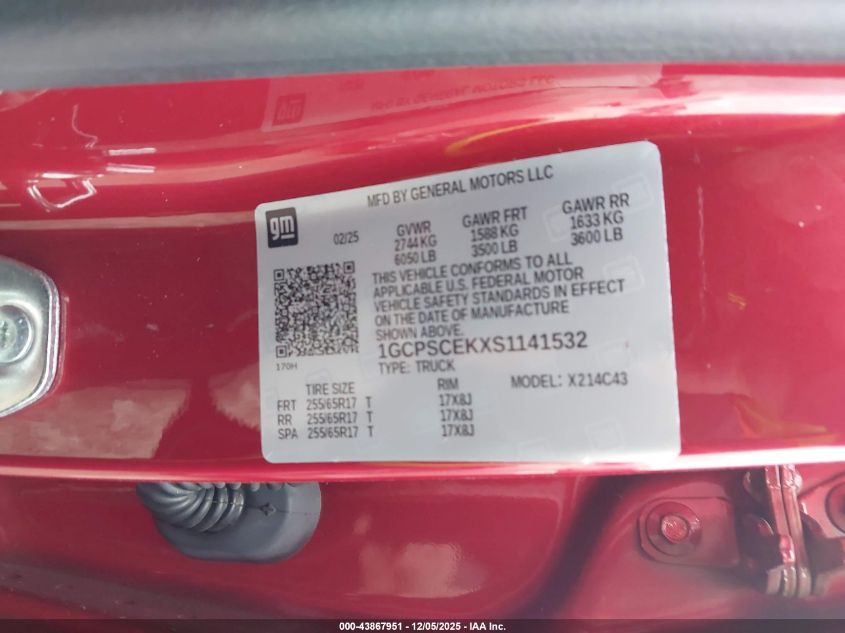 MFD BY GENERAL MOTORS LLC
gm
02/25
GVWR GAWR FRT GAWR RR
2744 KG 1588 KG 1633 KG
6050 LB 3500 LB 3600 LB
THIS VEHICLE CONFORMS TO ALL
APPLICABLE U.S. FEDERAL MOTOR
VEHICLE SAFETY STANDARDS IN EFFECT
ON THE DATE OF MANUFACTURE
SHOWN ABOVE.
170H
1GCPSCEKXS1141532
TYPE: TRUCK
MODEL: X214C43
TIRE SIZE RIM
FRT 255/65R17 T 17X8J
RR 255/65R17 T 17X8J
SPA 255/65R17 T 17X8J
000-43867951 - 12/05/2025 - IAA Inc.